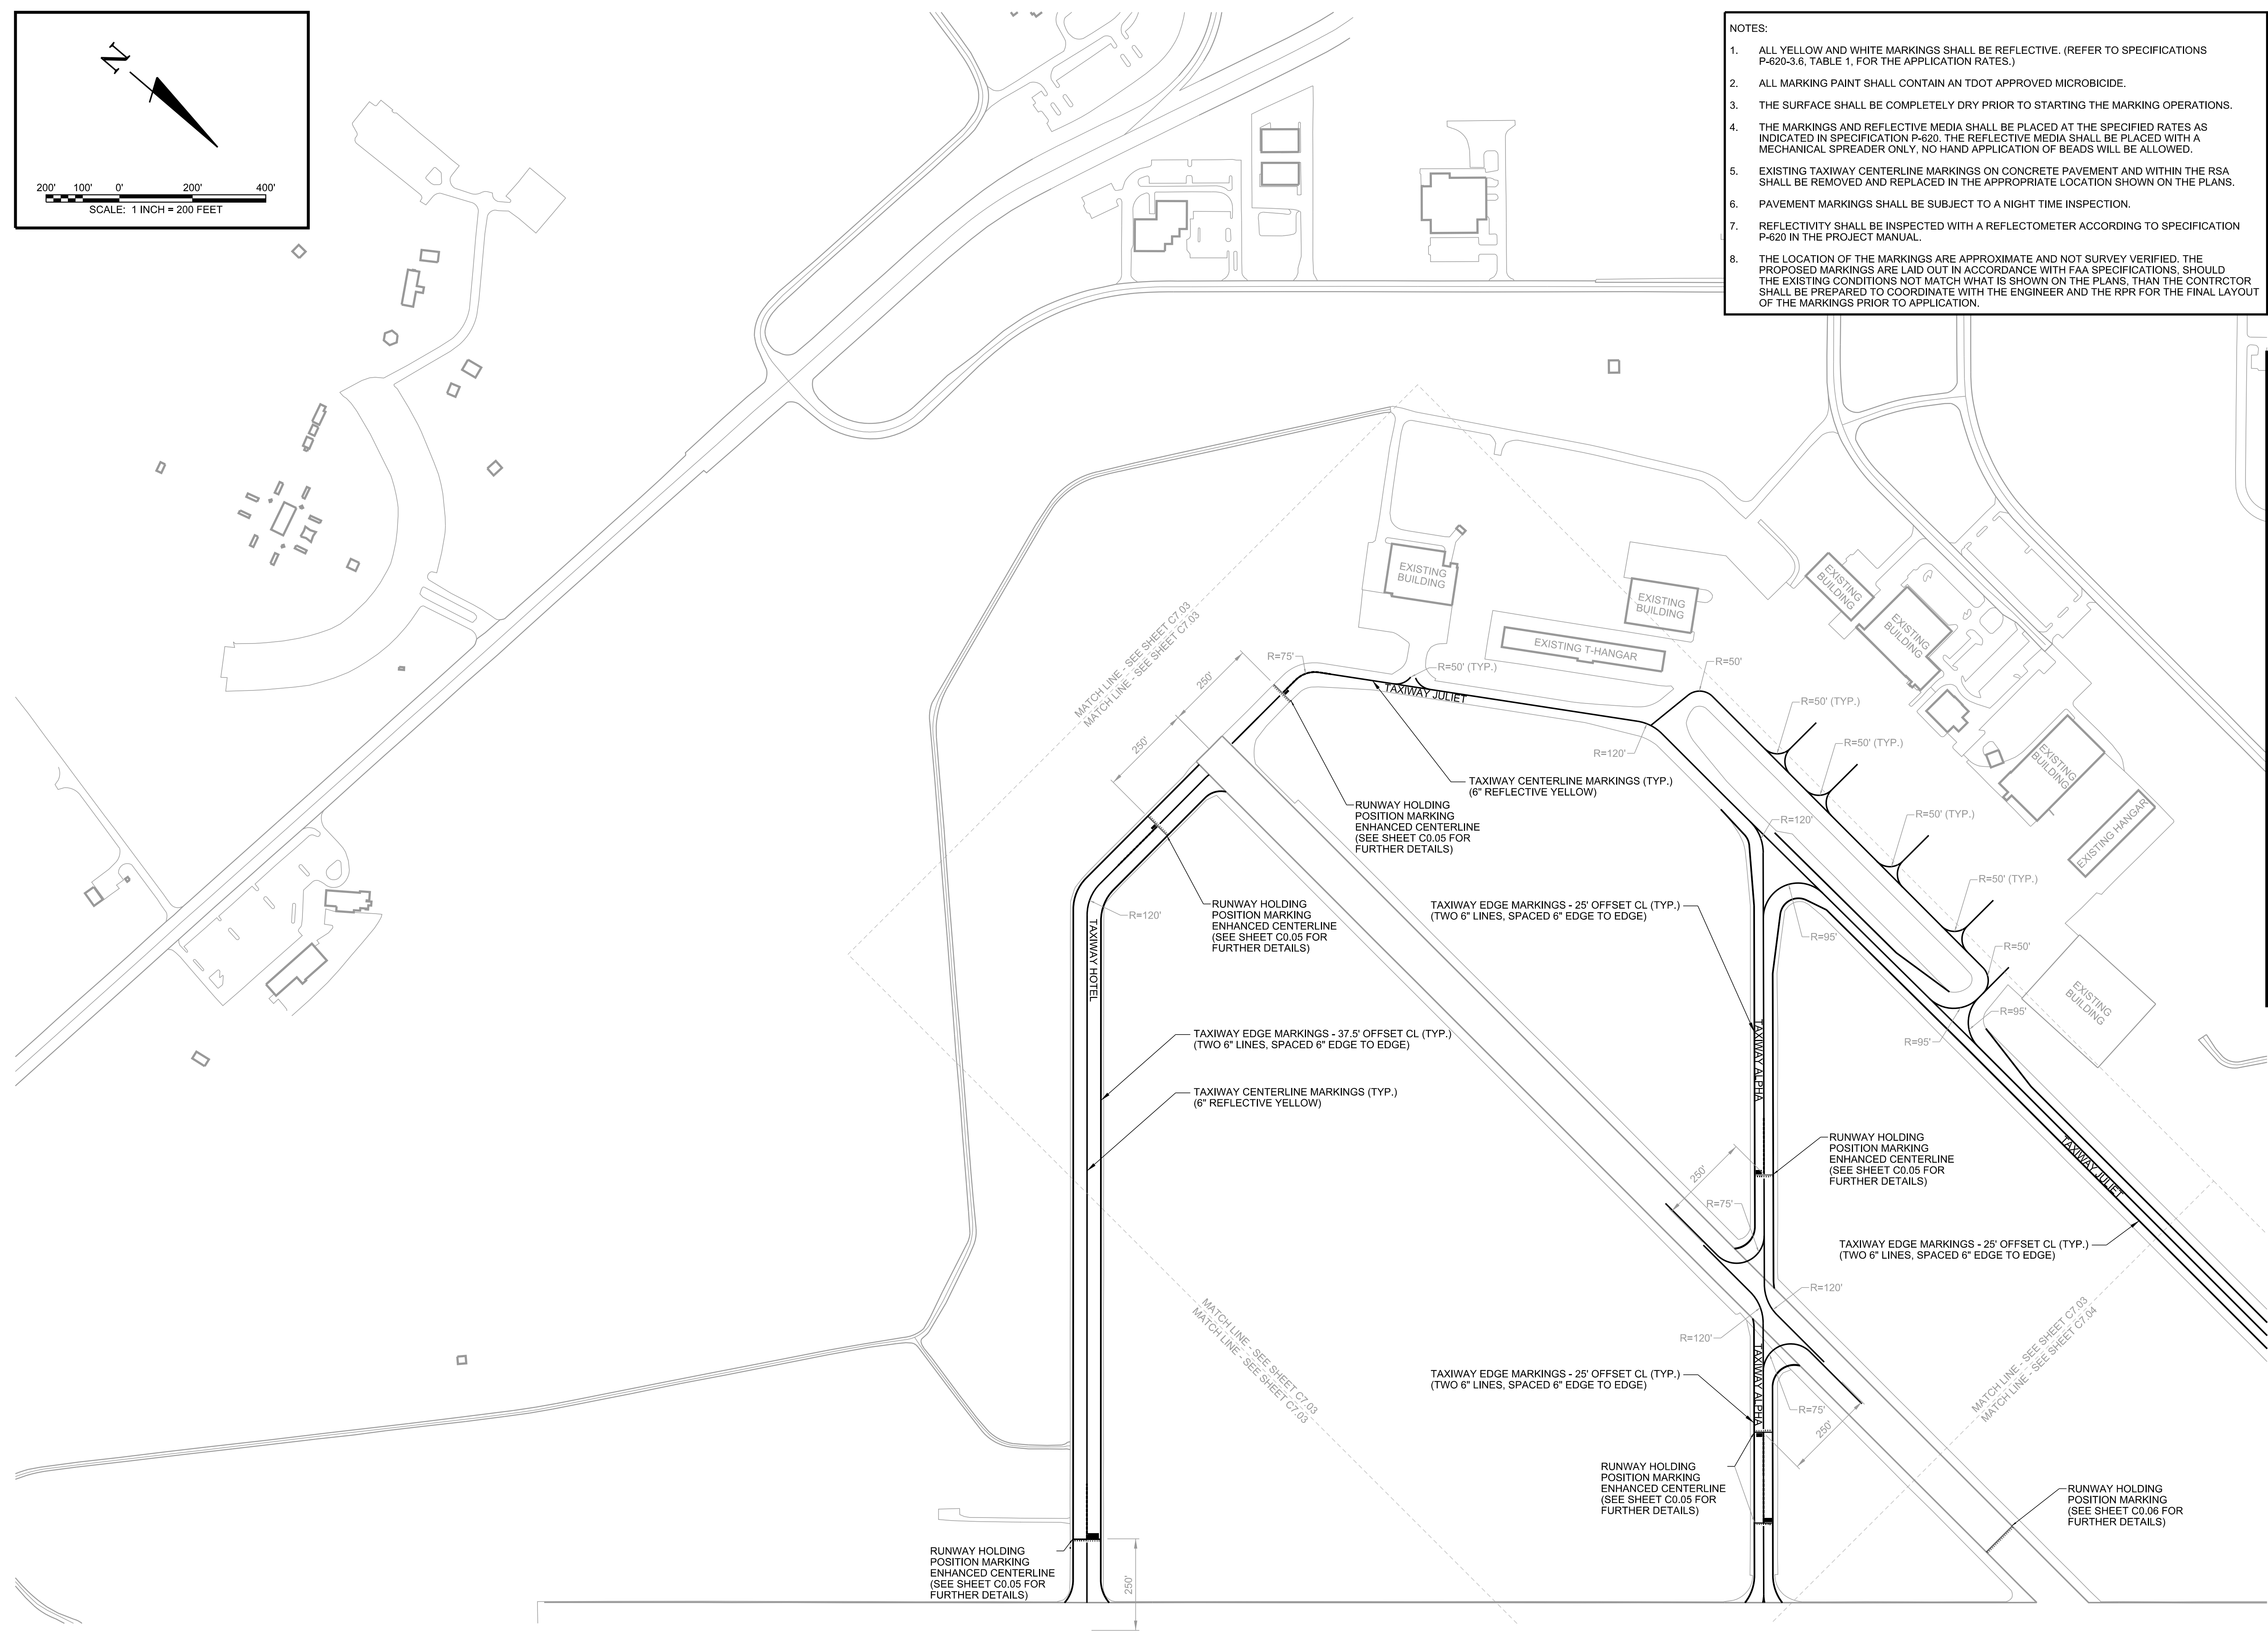 N
200' 100' 0' 200' 400'
SCALE: 1 INCH = 200 FEET
NOTES:
1. ALL YELLOW AND WHITE MARKINGS SHALL BE REFLECTIVE. (REFER TO SPECIFICATIONS
P-620-3.6, TABLE 1, FOR THE APPLICATION RATES.)
2. ALL MARKING PAINT SHALL CONTAIN AN TDOT APPROVED MICROBICIDE.
3. THE SURFACE SHALL BE COMPLETELY DRY PRIOR TO STARTING THE MARKING OPERATIONS.
4. THE MARKINGS AND REFLECTIVE MEDIA SHALL BE PLACED AT THE SPECIFIED RATES AS
INDICATED IN SPECIFICATION P-620. THE REFLECTIVE MEDIA SHALL BE PLACED WITH A
MECHANICAL SPREADER ONLY, NO HAND APPLICATION OF BEADS WILL BE ALLOWED.
5. EXISTING TAXIWAY CENTERLINE MARKINGS ON CONCRETE PAVEMENT AND WITHIN THE RSA
SHALL BE REMOVED AND REPLACED IN THE APPROPRIATE LOCATION SHOWN ON THE PLANS.
6. PAVEMENT MARKINGS SHALL BE SUBJECT TO A NIGHT TIME INSPECTION.
7. REFLECTIVITY SHALL BE INSPECTED WITH A REFLECTOMETER ACCORDING TO SPECIFICATION
P-620 IN THE PROJECT MANUAL.
8. THE LOCATION OF THE MARKINGS ARE APPROXIMATE AND NOT SURVEY VERIFIED. THE
PROPOSED MARKINGS ARE LAID OUT IN ACCORDANCE WITH FAA SPECIFICATIONS, SHOULD
THE EXISTING CONDITIONS NOT MATCH WHAT IS SHOWN ON THE PLANS, THAN THE CONTRCTOR
SHALL BE PREPARED TO COORDINATE WITH THE ENGINEER AND THE RPR FOR THE FINAL LAYOUT
OF THE MARKINGS PRIOR TO APPLICATION.
EXISTING
BUILDING
EXISTING
BUILDING
EXISTING T-HANGAR
EXISTING
BUILDING
EXISTING
BUILDING
EXISTING
BUILDING
EXISTING HANGAR
EXISTING
BUILDING
MATCH LINE - SEE SHEET C7.03
MATCH LINE - SEE SHEET C7.03
250'
250'
R=75'
R=50' (TYP.)
TAXIWAY JULIET
R=50'
R=50' (TYP.)
R=50' (TYP.)
R=50' (TYP.)
R=50' (TYP.)
R=50'
R=120'
R=120'
R=95'
R=95'
R=95'
TAXIWAY CENTERLINE MARKINGS (TYP.)
(6" REFLECTIVE YELLOW)
RUNWAY HOLDING
POSITION MARKING
ENHANCED CENTERLINE
(SEE SHEET C0.05 FOR
FURTHER DETAILS)
RUNWAY HOLDING
POSITION MARKING
ENHANCED CENTERLINE
(SEE SHEET C0.05 FOR
FURTHER DETAILS)
R=120'
TAXIWAY HOTEL
TAXIWAY EDGE MARKINGS - 25' OFFSET CL (TYP.)
(TWO 6" LINES, SPACED 6" EDGE TO EDGE)
TAXIWAY EDGE MARKINGS - 37.5' OFFSET CL (TYP.)
(TWO 6" LINES, SPACED 6" EDGE TO EDGE)
TAXIWAY CENTERLINE MARKINGS (TYP.)
(6" REFLECTIVE YELLOW)
TAXIWAY ALPHA
RUNWAY HOLDING
POSITION MARKING
ENHANCED CENTERLINE
(SEE SHEET C0.05 FOR
FURTHER DETAILS)
TAXIWAY JULIET
250'
R=75'
TAXIWAY EDGE MARKINGS - 25' OFFSET CL (TYP.)
(TWO 6" LINES, SPACED 6" EDGE TO EDGE)
R=120'
R=120'
MATCH LINE - SEE SHEET C7.03
MATCH LINE - SEE SHEET C7.03
MATCH LINE - SEE SHEET C7.03
MATCH LINE - SEE SHEET C7.04
TAXIWAY EDGE MARKINGS - 25' OFFSET CL (TYP.)
(TWO 6" LINES, SPACED 6" EDGE TO EDGE)
TAXIWAY ALPHA
R=75'
250'
RUNWAY HOLDING
POSITION MARKING
ENHANCED CENTERLINE
(SEE SHEET C0.05 FOR
FURTHER DETAILS)
RUNWAY HOLDING
POSITION MARKING
(SEE SHEET C0.06 FOR
FURTHER DETAILS)
RUNWAY HOLDING
POSITION MARKING
ENHANCED CENTERLINE
(SEE SHEET C0.05 FOR
FURTHER DETAILS)
250'